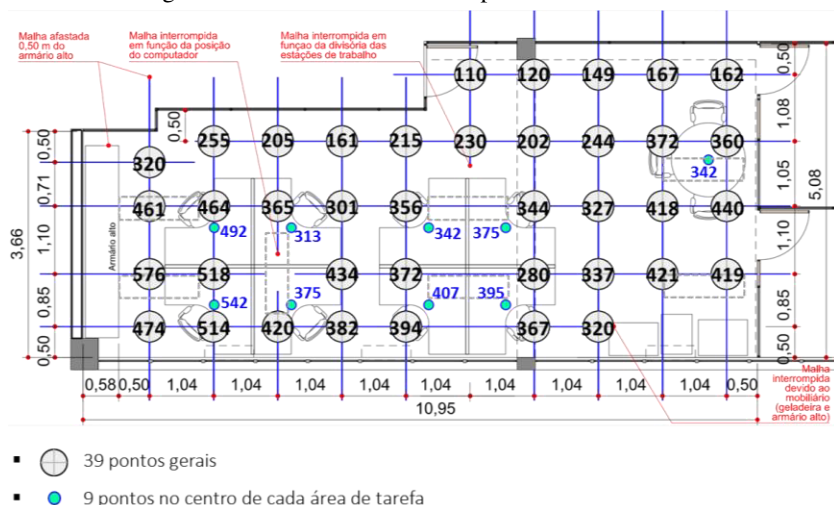 Malha afastada
0,50 m do
armário alto
Malha interrompida
em função da posição
do computador
Malha interrompida em
funçao da divisória das
estações de trabalho
110 120 149 167 162
0,50
1,08
0,50
255 205 161 215 230 202 244 372 360
0,50
320
342
1,05
5,08
0,71
461 464 365 301 356 344 327 418 440
492 313 342 375
3,66
1,10
Armário alto
1,10
576 518 434 372 280 337 421 419
542 375 407 395
0,85
0,85
474 514 420 382 394 367 320
0,50
0,50
Malha
interrompida
devido ao
mobiliário
(geladeira e
armário alto)
0,58 0,50 1,04 1,04 1,04 1,04 1,04 1,04 1,04 1,04 1,04 0,50
10,95
▪ 39 pontos gerais
▪ 9 pontos no centro de cada área de tarefa